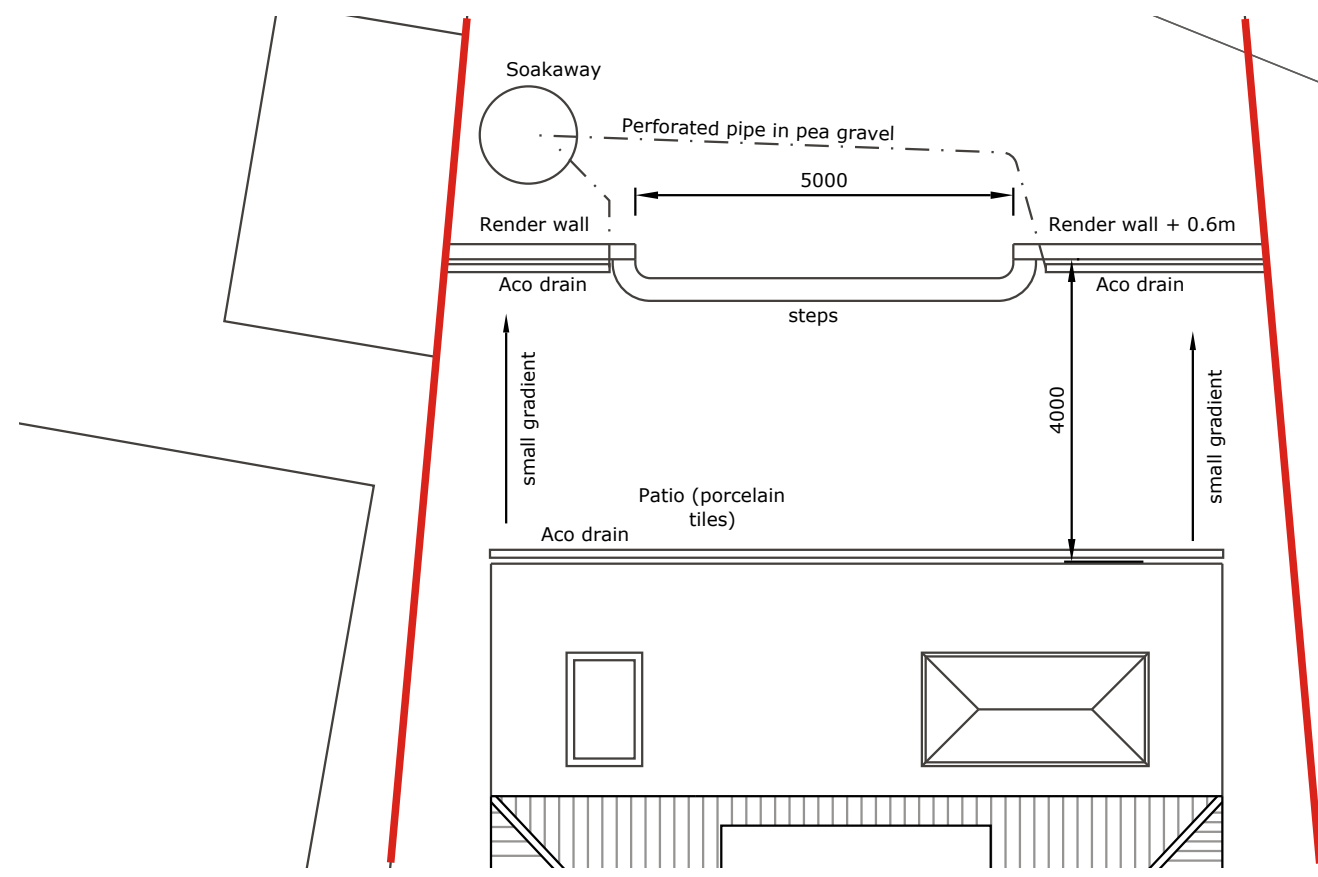 Soakaway
Perforated pipe in pea gravel
5000
Render wall
Render wall + 0.6m
Aco drain
Aco drain
steps
small gradient
4000
small gradient
Patio (porcelain
tiles)
Aco drain